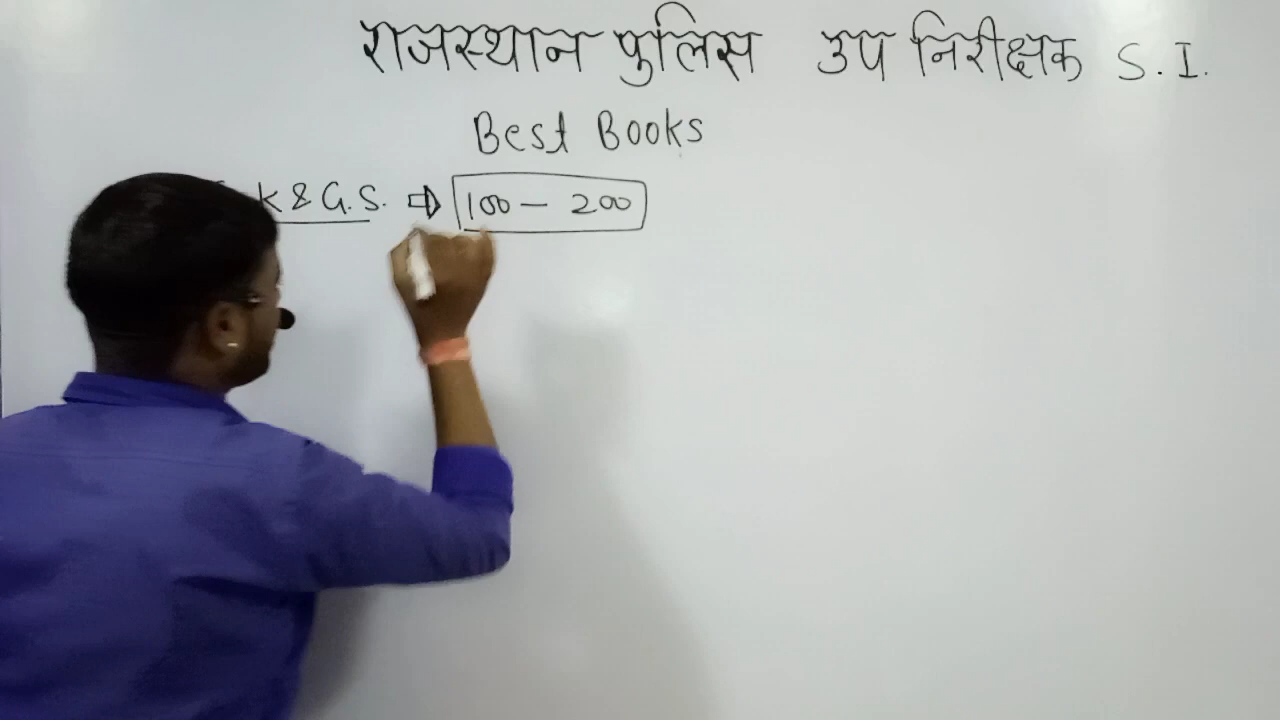 राजस्थान पुलिस उप निरीक्षक S.I.
Best Books
K & G.S. ⇨ 100 - 200